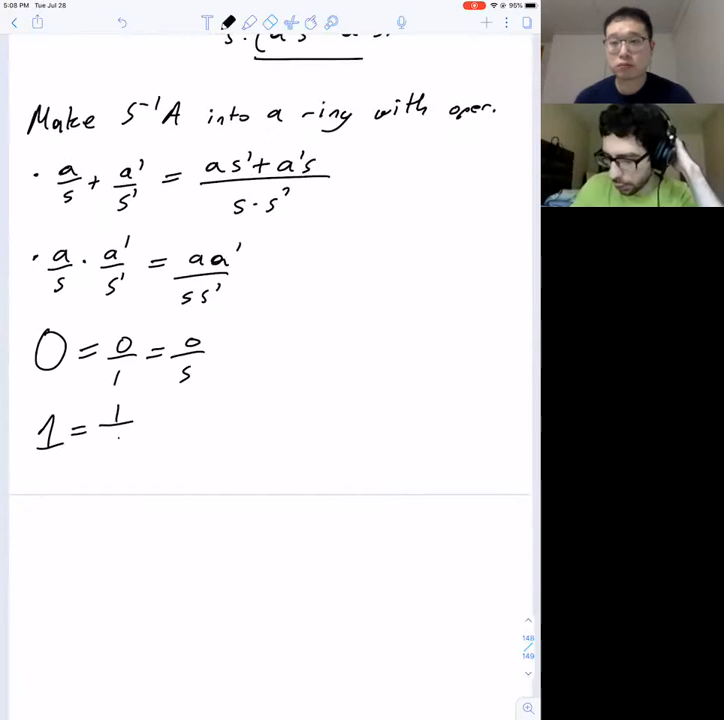 5:08 PM Tue Jul 28
95%
Make S⁻¹A into a ring with oper.
· a/s + a'/s' = (as' + a's)/(s·s')
· a/s · a'/s' = aa'/ss'
0 = 0/1 = 0/s
1 = 1/
148
149